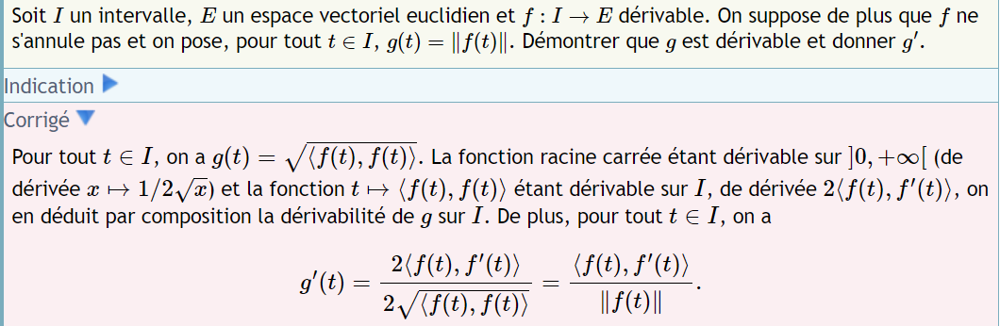 Soit $I$ un intervalle, $E$ un espace vectoriel euclidien et $f : I \to E$ dérivable. On suppose de plus que $f$ ne
s'annule pas et on pose, pour tout $t \in I$, $g(t) = \|f(t)\|$. Démontrer que $g$ est dérivable et donner $g'$.
Indication
Corrigé
Pour tout $t \in I$, on a $g(t) = \sqrt{\langle f(t), f(t)\rangle}$. La fonction racine carrée étant dérivable sur $]0, +\infty[$ (de
dérivée $x \mapsto 1/2\sqrt{x}$) et la fonction $t \mapsto \langle f(t), f(t)\rangle$ étant dérivable sur $I$, de dérivée $2\langle f(t), f'(t)\rangle$, on
en déduit par composition la dérivabilité de $g$ sur $I$. De plus, pour tout $t \in I$, on a
$g'(t) = \frac{2\langle f(t), f'(t)\rangle}{2\sqrt{\langle f(t), f(t)\rangle}} = \frac{\langle f(t), f'(t)\rangle}{\|f(t)\|}.$